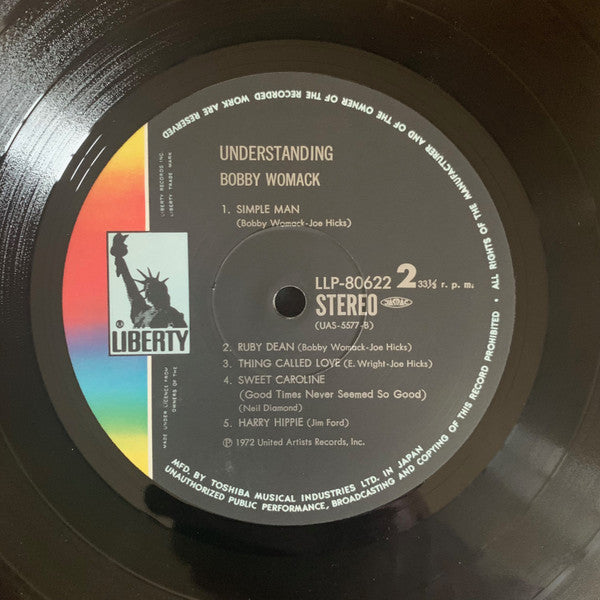 UNDERSTANDING
BOBBY WOMACK
1. SIMPLE MAN
(Bobby Womack-Joe Hicks)
LLP-80622 2 33⅓ r. p. m.
STEREO JASRAC
(UAS-5577-B)
2. RUBY DEAN (Bobby Womack-Joe Hicks)
3. THING CALLED LOVE (E. Wright-Joe Hicks)
4. SWEET CAROLINE
(Good Times Never Seemed So Good)
(Neil Diamond)
5. HARRY HIPPIE (Jim Ford)
Ⓟ 1972 United Artists Records, Inc.
LIBERTY RECORDS INC.
LIBERTY TRADE MARK
LIBERTY
MADE UNDER LICENCE FROM
OWNERS OF THE
MFD. BY TOSHIBA MUSICAL INDUSTRIES LTD. IN JAPAN
ALL RIGHTS OF THE MANUFACTURER AND OF THE OWNER OF THE RECORDED WORK ARE RESERVED
UNAUTHORIZED PUBLIC PERFORMANCE, BROADCASTING AND COPYING OF THIS RECORD PROHIBITED •